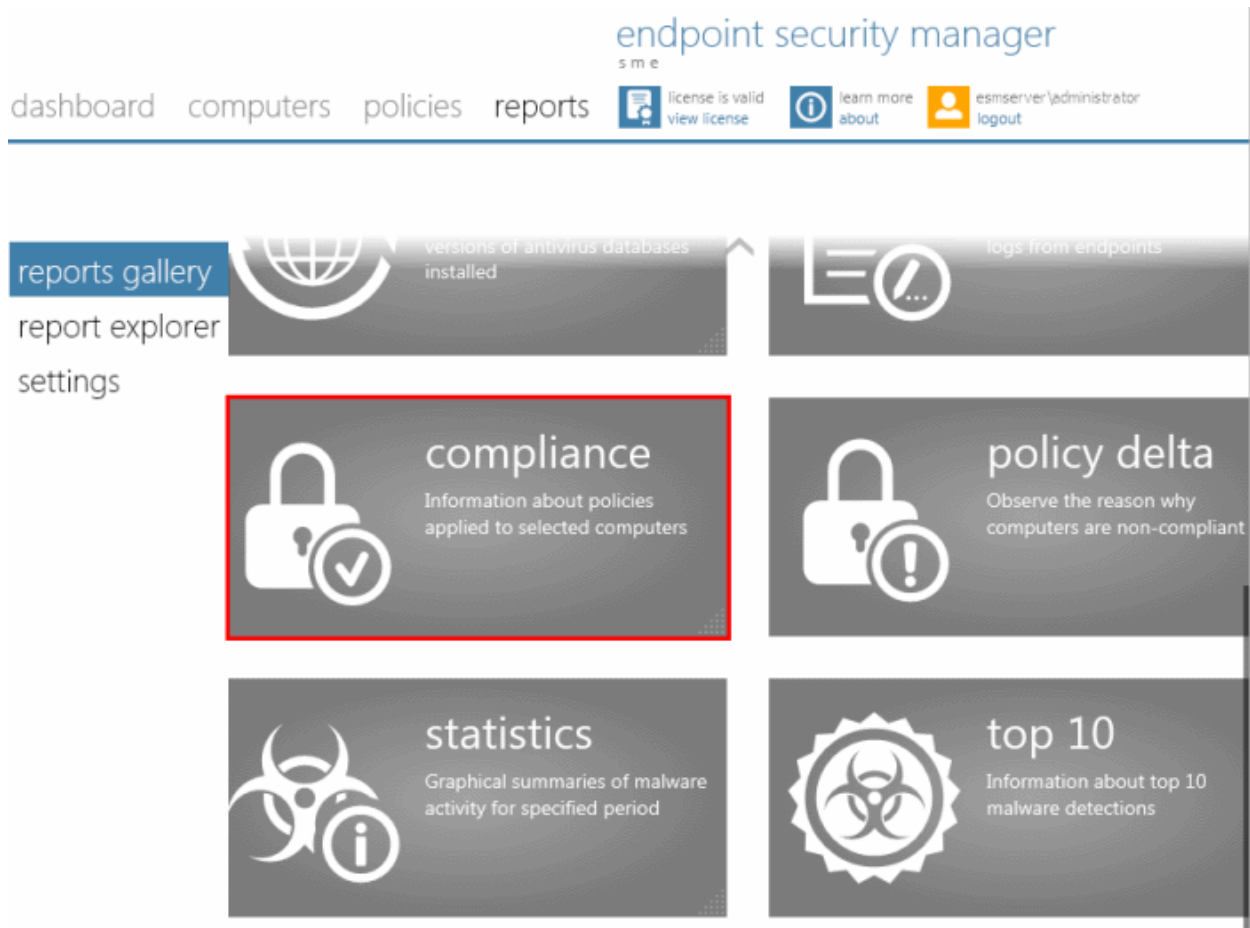 endpoint security manager
sme
dashboard computers policies reports
license is valid
view license
learn more
about
esmserver\administrator
logout
reports gallery
report explorer
settings
versions of antivirus databases
installed
logs from endpoints
compliance
Information about policies
applied to selected computers
policy delta
Observe the reason why
computers are non-compliant
statistics
Graphical summaries of malware
activity for specified period
top 10
Information about top 10
malware detections